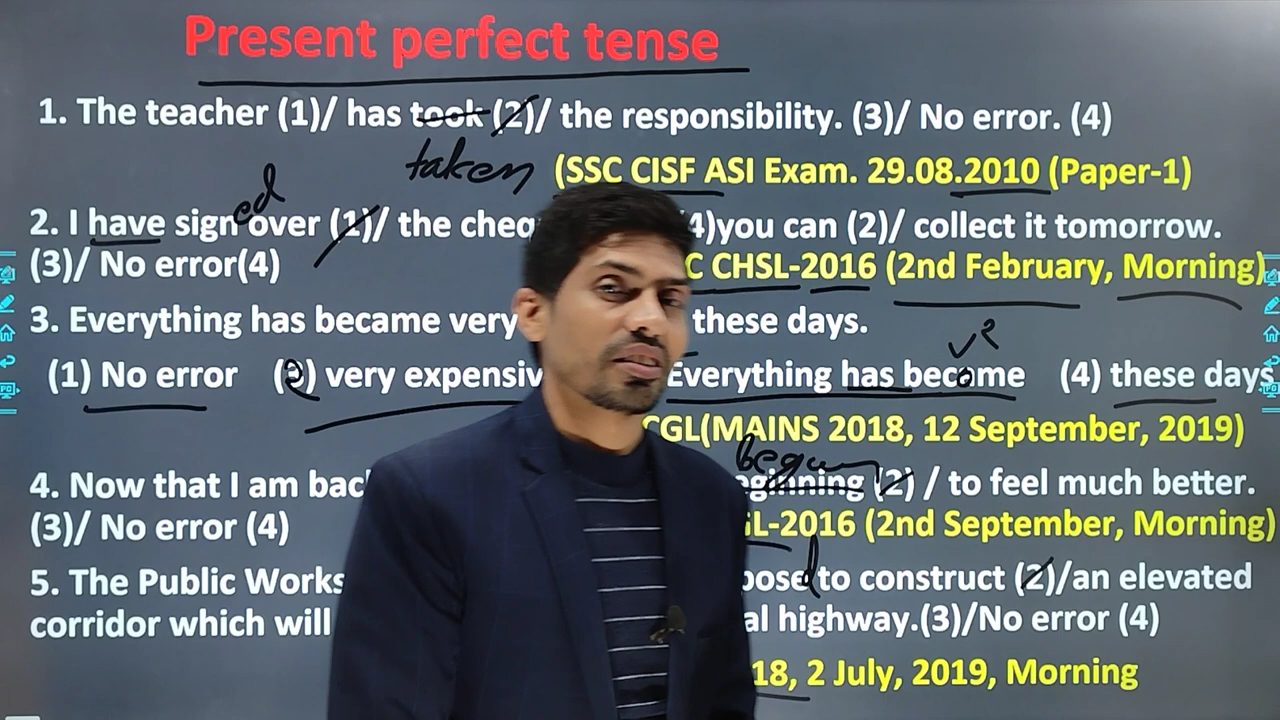 Present perfect tense
1. The teacher (1)/ has took (2)/ the responsibility. (3)/ No error. (4)
taken (SSC CISF ASI Exam. 29.08.2010 (Paper-1)
ed
2. I have sign over (1)/ the cheq 4)you can (2)/ collect it tomorrow.
(3)/ No error(4) C CHSL-2016 (2nd February, Morning)
3. Everything has became very these days.
v²
(1) No error (2) very expensiv Everything has become (4) these days
CGL(MAINS 2018, 12 September, 2019)
begun
4. Now that I am bac eginning (2) / to feel much better.
(3)/ No error (4) GL-2016 (2nd September, Morning)
5. The Public Works posed to construct (2)/an elevated
corridor which will al highway.(3)/No error (4)
18, 2 July, 2019, Morning